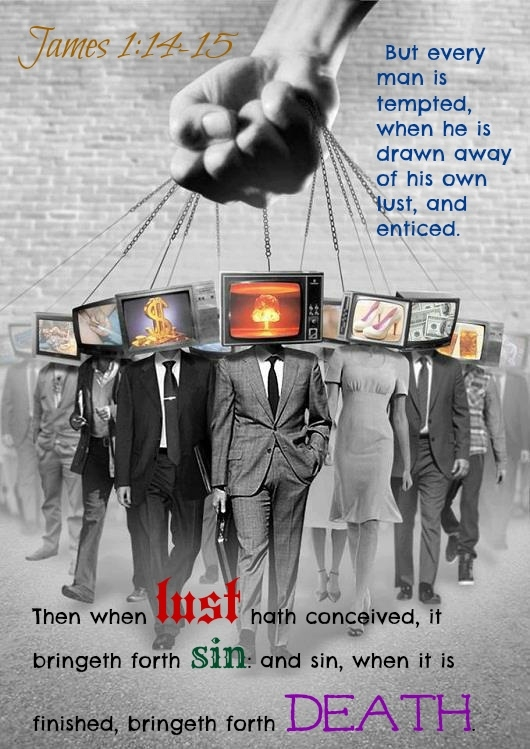 James 1:14-15
But every
man is
tempted,
when he is
drawn away
of his own
lust, and
enticed.
Then when lust hath conceived, it
bringeth forth sin: and sin, when it is
finished, bringeth forth DEATH.